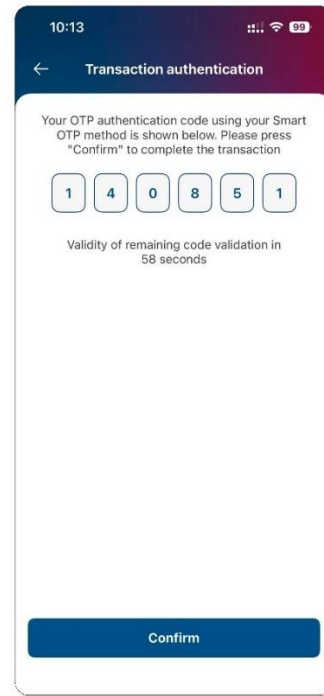 10:13
99
Transaction authentication
Your OTP authentication code using your Smart
OTP method is shown below. Please press
"Confirm" to complete the transaction
1 4 0 8 5 1
Validity of remaining code validation in
58 seconds
Confirm